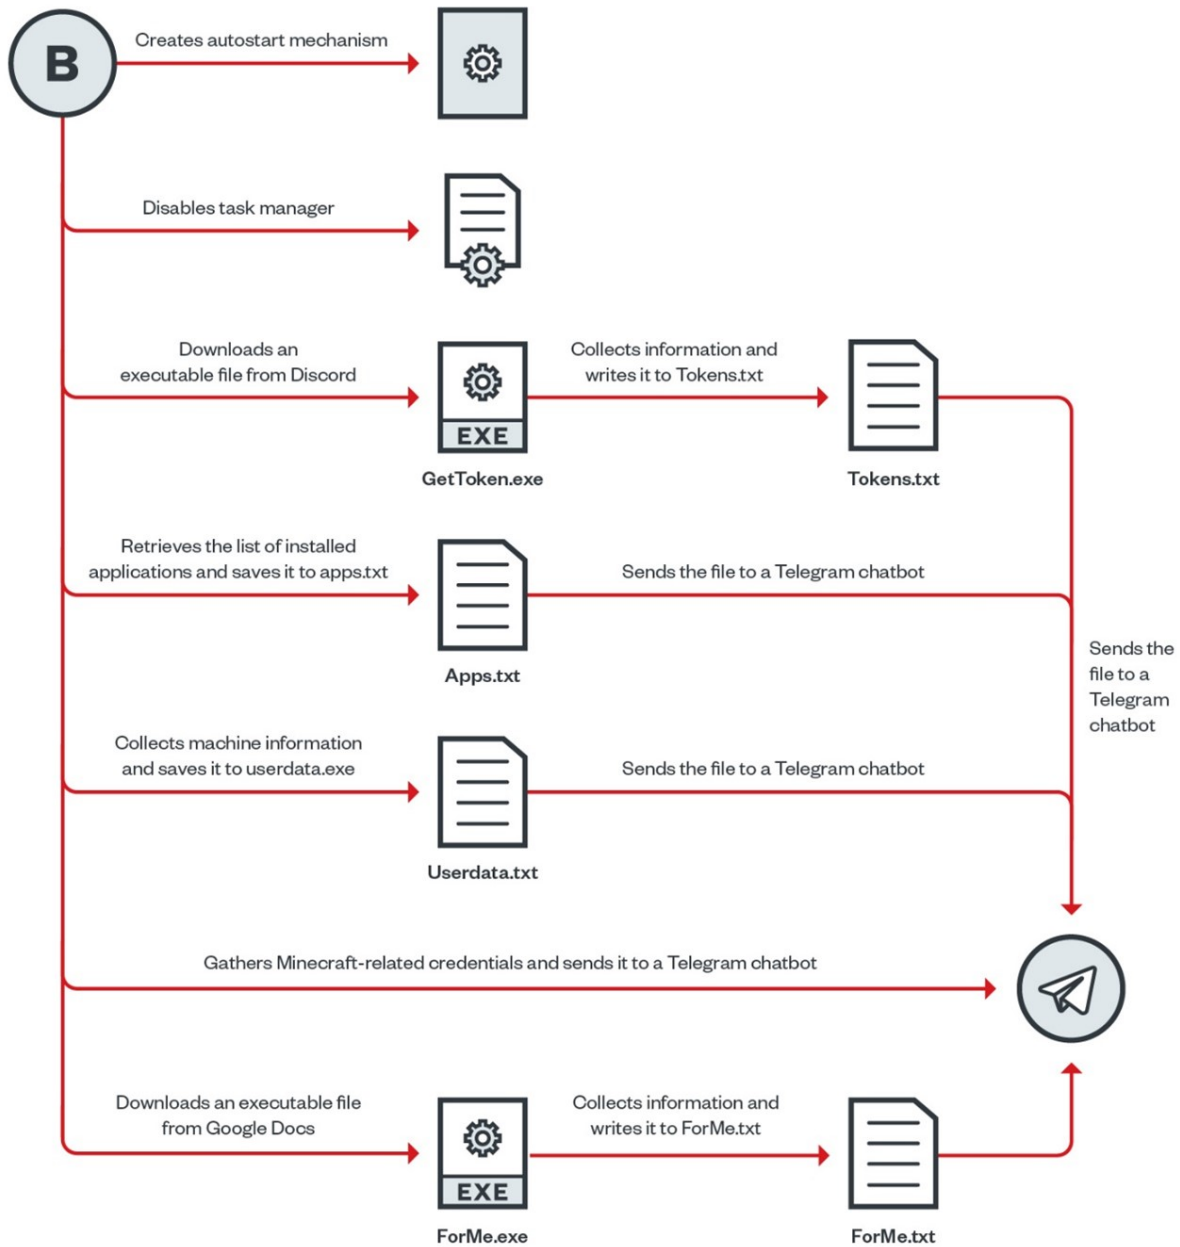 B
Creates autostart mechanism
Disables task manager
Downloads an
executable file from Discord
EXE
GetToken.exe
Collects information and
writes it to Tokens.txt
Tokens.txt
Retrieves the list of installed
applications and saves it to apps.txt
Apps.txt
Sends the file to a Telegram chatbot
Sends the
file to a
Telegram
chatbot
Collects machine information
and saves it to userdata.exe
Userdata.txt
Sends the file to a Telegram chatbot
Gathers Minecraft-related credentials and sends it to a Telegram chatbot
Downloads an executable file
from Google Docs
EXE
ForMe.exe
Collects information and
writes it to ForMe.txt
ForMe.txt